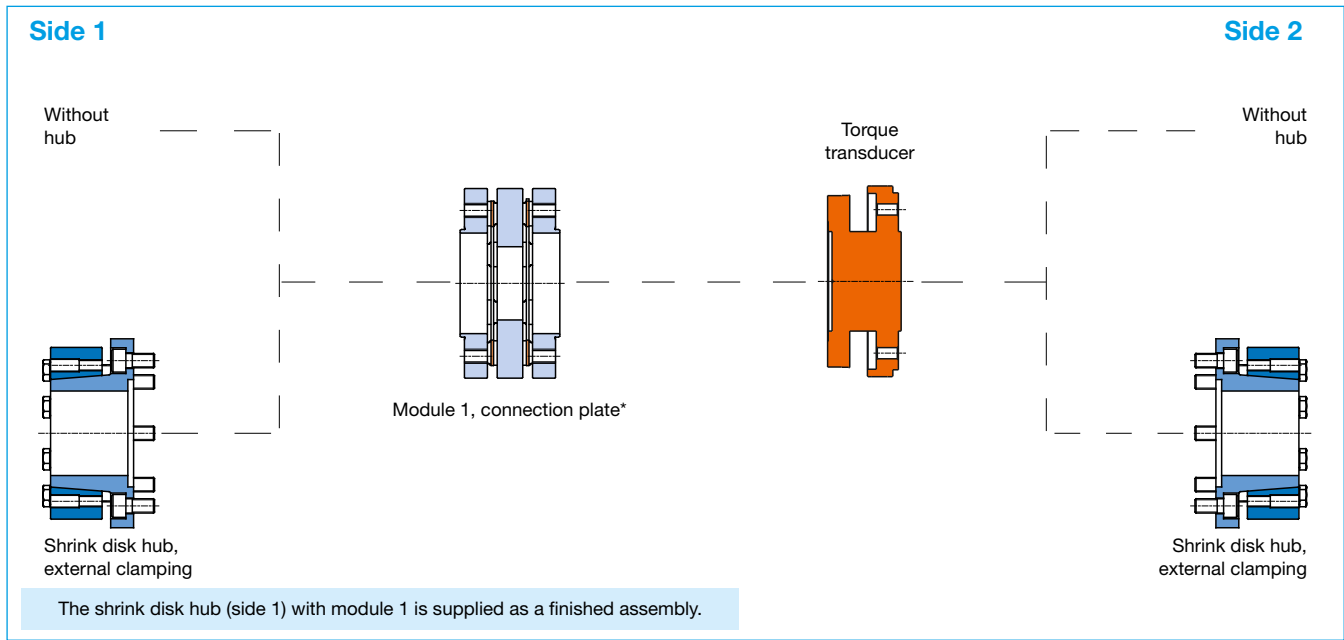 Side 1
Side 2
Without
hub
Torque
transducer
Without
hub
Module 1, connection plate*
Shrink disk hub,
external clamping
Shrink disk hub,
external clamping
The shrink disk hub (side 1) with module 1 is supplied as a finished assembly.